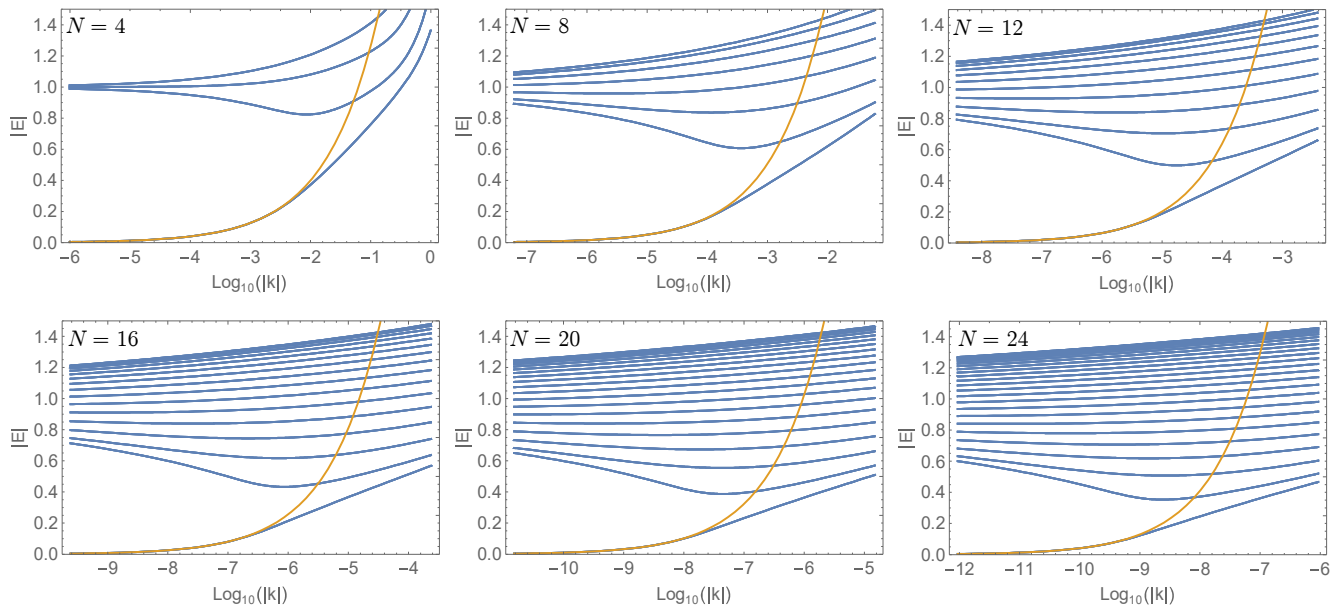 N = 4
|E|
1.4
1.2
1.0
0.8
0.6
0.4
0.2
0.0
−6 −5 −4 −3 −2 −1 0
Log₁₀(|k|)
N = 8
|E|
1.4
1.2
1.0
0.8
0.6
0.4
0.2
0.0
−7 −6 −5 −4 −3 −2
Log₁₀(|k|)
N = 12
|E|
1.4
1.2
1.0
0.8
0.6
0.4
0.2
0.0
−8 −7 −6 −5 −4 −3
Log₁₀(|k|)
N = 16
|E|
1.4
1.2
1.0
0.8
0.6
0.4
0.2
0.0
−9 −8 −7 −6 −5 −4
Log₁₀(|k|)
N = 20
|E|
1.4
1.2
1.0
0.8
0.6
0.4
0.2
0.0
−10 −9 −8 −7 −6 −5
Log₁₀(|k|)
N = 24
|E|
1.4
1.2
1.0
0.8
0.6
0.4
0.2
0.0
−12 −11 −10 −9 −8 −7 −6
Log₁₀(|k|)